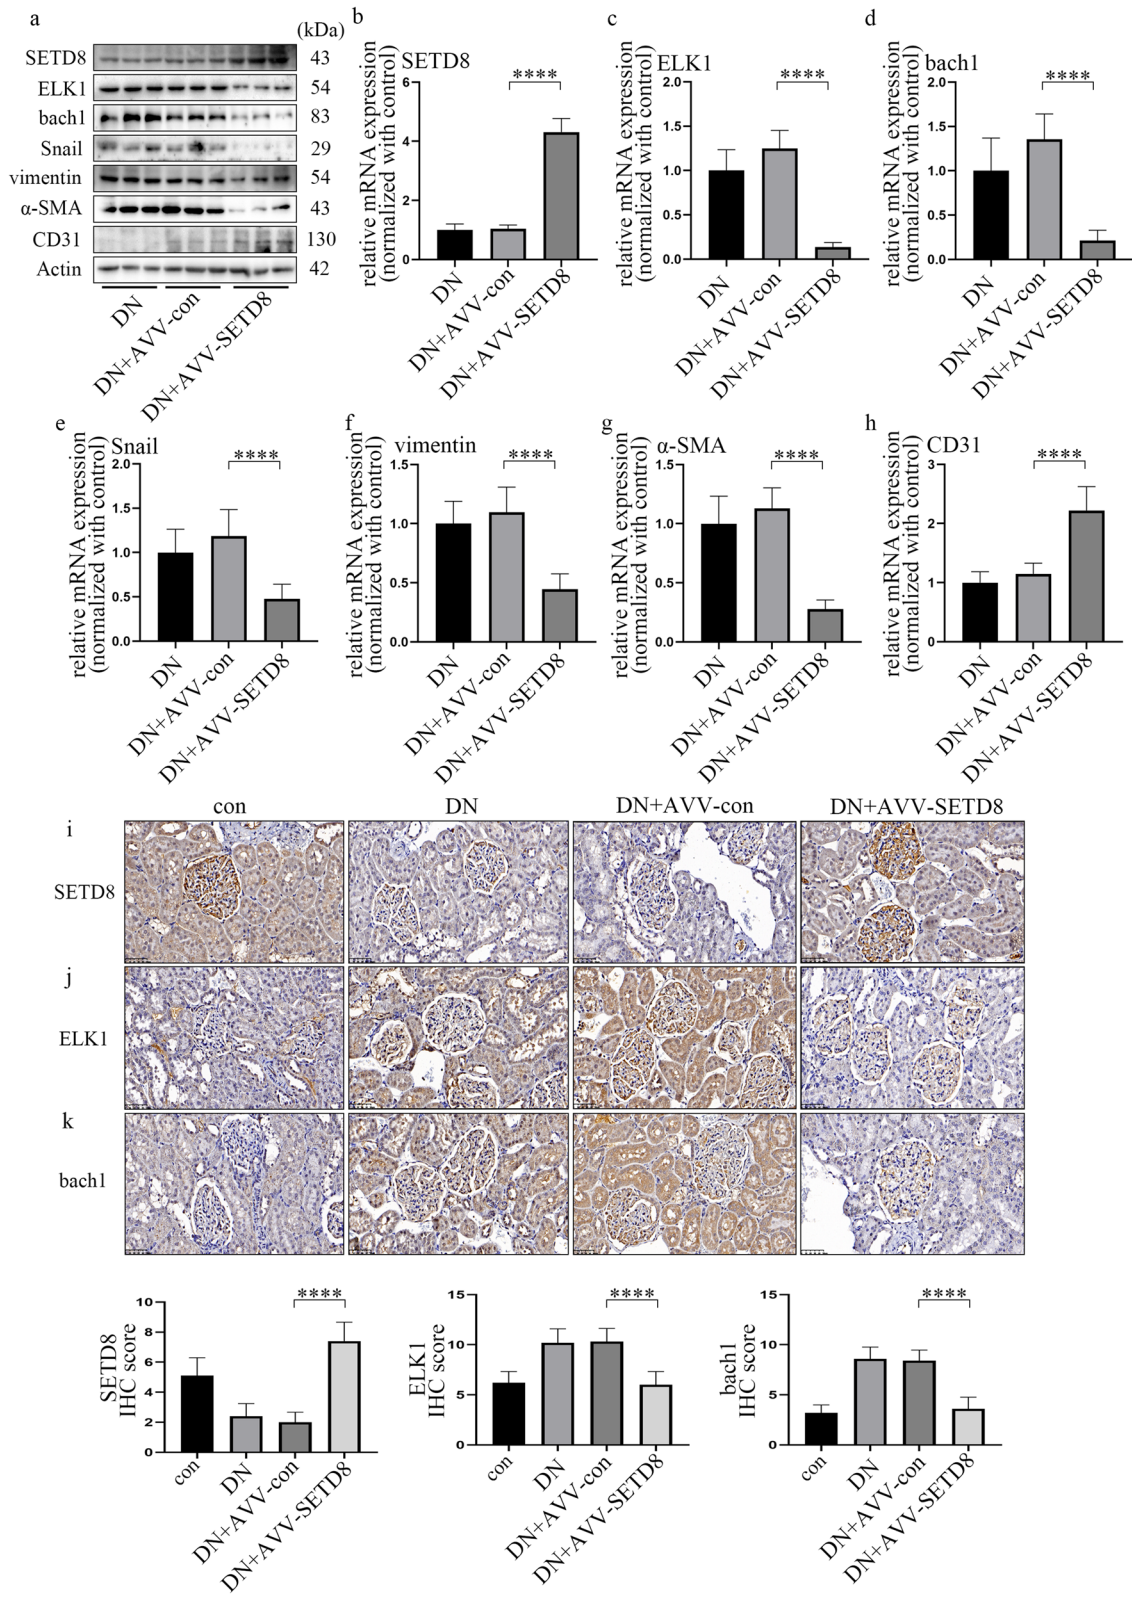 a
(kDa)
SETD8 43
ELK1 54
bach1 83
Snail 29
vimentin 54
α-SMA 43
CD31 130
Actin 42
DN
DN+AVV-con
DN+AVV-SETD8
b
SETD8
relative mRNA expression
(normalized with control)
6
4
2
0
****
DN
DN+AVV-con
DN+AVV-SETD8
c
ELK1
relative mRNA expression
(normalized with control)
2.0
1.5
1.0
0.5
0.0
****
DN
DN+AVV-con
DN+AVV-SETD8
d
bach1
relative mRNA expression
(normalized with control)
2.0
1.5
1.0
0.5
0.0
****
DN
DN+AVV-con
DN+AVV-SETD8
e
Snail
relative mRNA expression
(normalized with control)
2.0
1.5
1.0
0.5
0.0
****
DN
DN+AVV-con
DN+AVV-SETD8
f
vimentin
relative mRNA expression
(normalized with control)
1.5
1.0
0.5
0.0
****
DN
DN+AVV-con
DN+AVV-SETD8
g
α-SMA
relative mRNA expression
(normalized with control)
1.5
1.0
0.5
0.0
****
DN
DN+AVV-con
DN+AVV-SETD8
h
CD31
relative mRNA expression
(normalized with control)
3
2
1
0
****
DN
DN+AVV-con
DN+AVV-SETD8
con DN DN+AVV-con DN+AVV-SETD8
i
SETD8
j
ELK1
k
bach1
SETD8
IHC score
10
8
6
4
2
0
****
con
DN
DN+AVV-con
DN+AVV-SETD8
ELK1
IHC score
15
10
5
0
****
con
DN
DN+AVV-con
DN+AVV-SETD8
bach1
IHC score
15
10
5
0
****
con
DN
DN+AVV-con
DN+AVV-SETD8